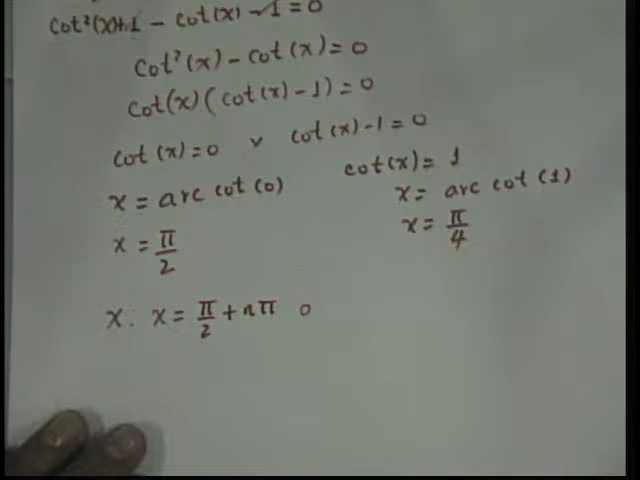 cot²(x)+1 - cot(x) - 1 = 0
cot²(x) - cot(x) = 0
cot(x) (cot(x) - 1) = 0
cot(x) = 0 v cot(x) - 1 = 0
cot(x) = 1
x = arc cot (0)
x = arc cot (1)
x = π/2
x = π/4
x. x = π/2 + nπ o